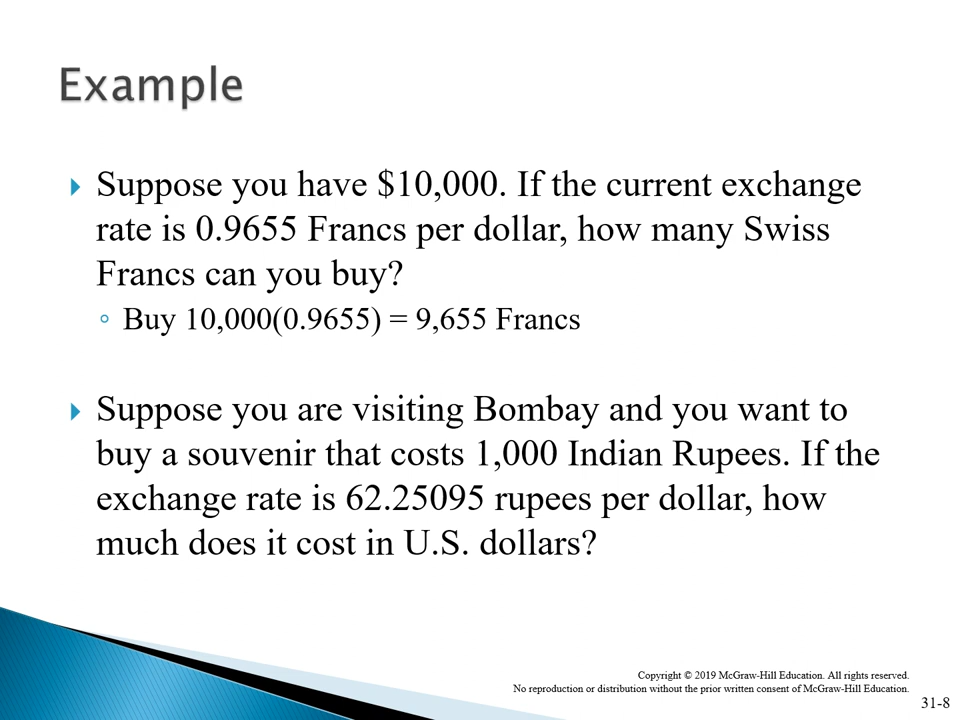 Example
Suppose you have $10,000. If the current exchange
rate is 0.9655 Francs per dollar, how many Swiss
Francs can you buy?
Buy 10,000(0.9655) = 9,655 Francs
Suppose you are visiting Bombay and you want to
buy a souvenir that costs 1,000 Indian Rupees. If the
exchange rate is 62.25095 rupees per dollar, how
much does it cost in U.S. dollars?
Copyright © 2019 McGraw-Hill Education. All rights reserved.
No reproduction or distribution without the prior written consent of McGraw-Hill Education.
31-8